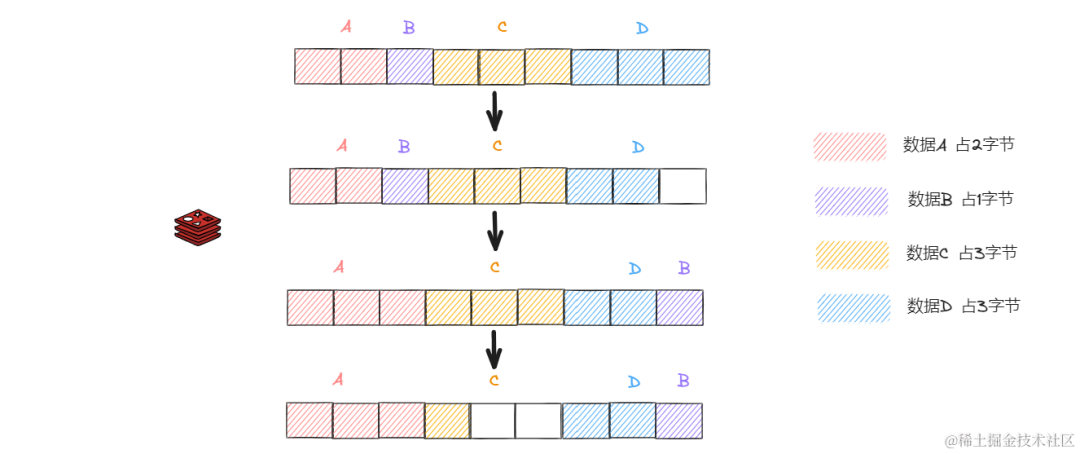 A B C D
A B C D
A C D B
A C D B
数据A 占2字节
数据B 占1字节
数据C 占3字节
数据D 占3字节
@稀土掘金技术社区